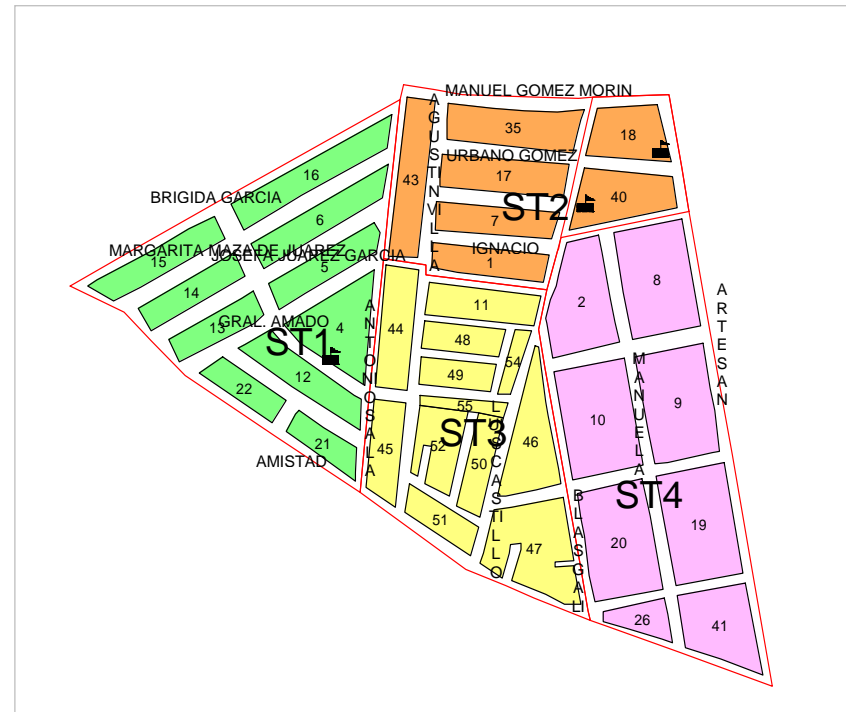 MANUEL GOMEZ MORIN
AGUSTIN VILLA
35
18
URBANO GOMEZ
16
43
17
BRIGIDA GARCIA
40
6
7
ST2
MARGARITA MAZA DE JUAREZ
JOSEFA JUAREZ GARCIA
IGNACIO
15
5
1
8
14
ANTONIO SALA
11
2
ARTESAN
GRAL. AMADO
13
4
44
48
ST1
54
MANUELA
12
49
22
55
LUIS CASTILLO
10
9
21
45
52
ST3
46
AMISTAD
50
BLAS GALI
ST4
51
47
20
19
26
41